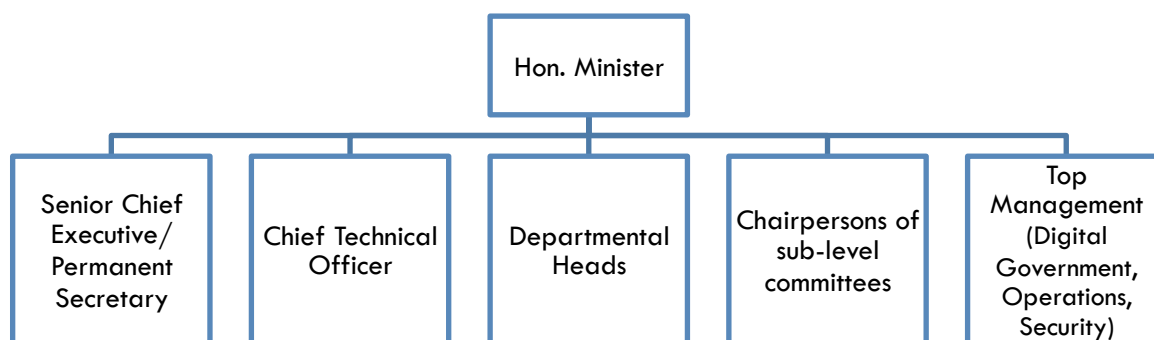 Hon. Minister
Senior Chief
Executive/
Permanent
Secretary
Chief Technical
Officer
Departmental
Heads
Chairpersons of
sub-level
committees
Top
Management
(Digital
Government,
Operations,
Security)